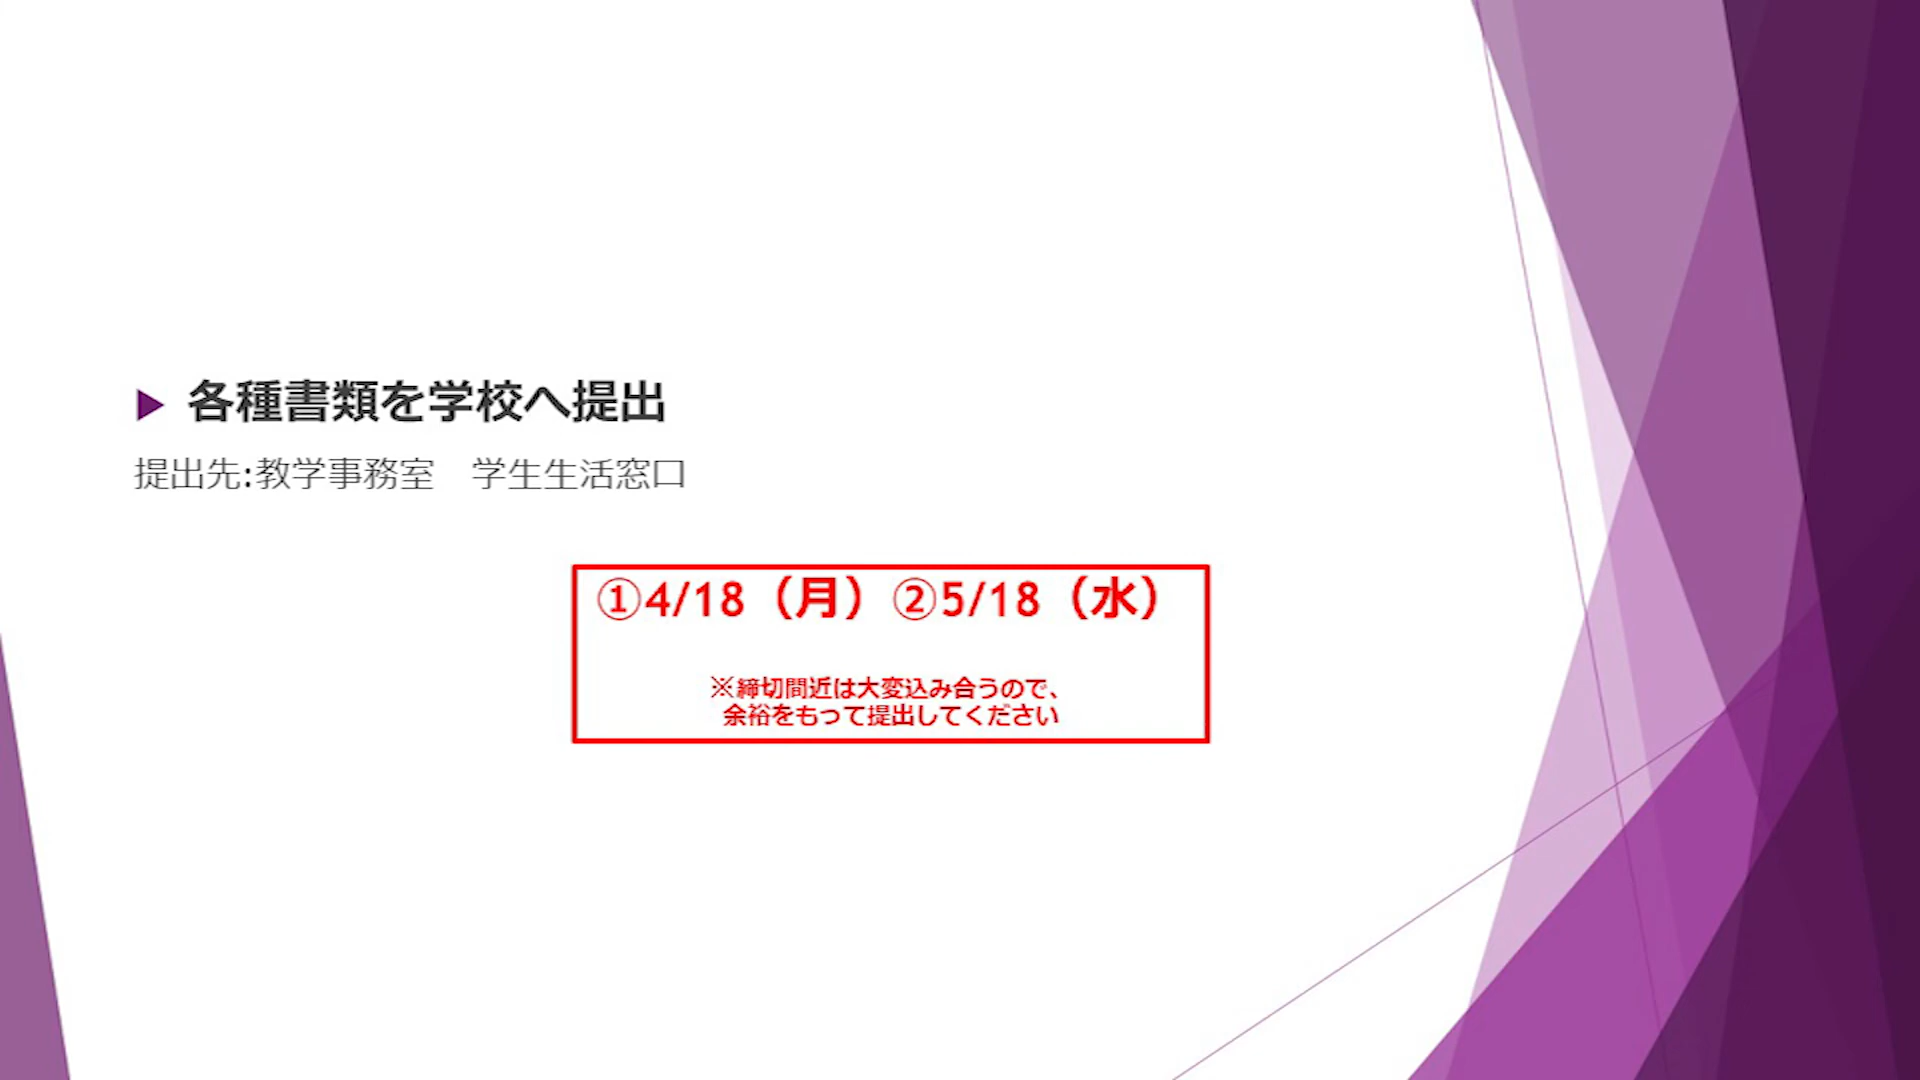 各種書類を学校へ提出
提出先:教学事務室　学生生活窓口
①4/18（月）②5/18（水）
※締切間近は大変込み合うので、
余裕をもって提出してください